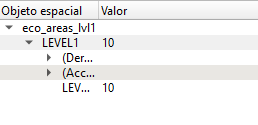 Objeto espacial Valor
eco_areas_lvl1
LEVEL1 10
(Der...
(Acc...
LEV... 10